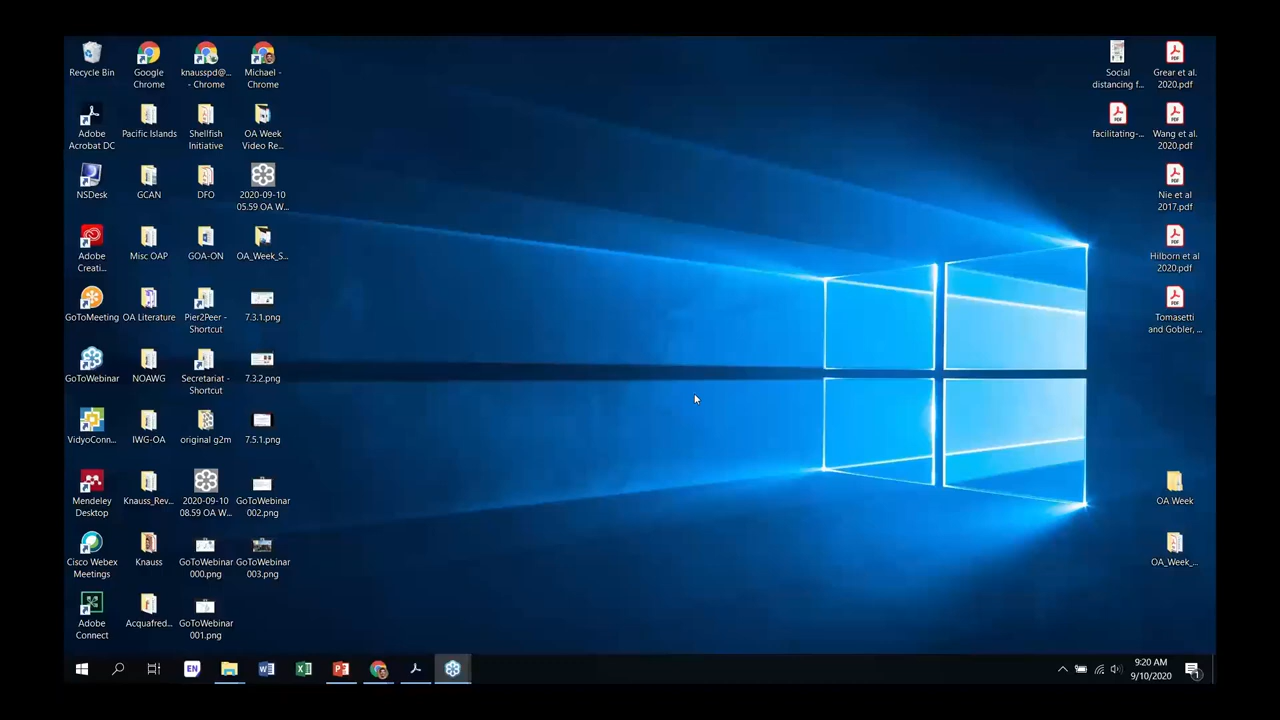 Recycle Bin
Google
Chrome
knausspd@...
- Chrome
Michael -
Chrome
Social
distancing f...
Grear et al.
2020.pdf
Adobe
Acrobat DC
Pacific Islands
Shellfish
Initiative
OA Week
Video Re...
facilitating-...
Wang et al.
2020.pdf
NSDesk
GCAN
DFO
2020-09-10
05.59 OA W...
Nie et al
2017.pdf
Adobe
Creati...
Misc OAP
GOA-ON
OA_Week_S...
Hilborn et al
2020.pdf
GoToMeeting
OA Literature
Pier2Peer -
Shortcut
7.3.1.png
Tomasetti
and Gobler, ...
GoToWebinar
NOAWG
Secretariat -
Shortcut
7.3.2.png
VidyoConn...
IWG-OA
original g2m
7.5.1.png
Mendeley
Desktop
Knauss_Rev...
2020-09-10
08.59 OA W...
GoToWebinar
002.png
OA Week
Cisco Webex
Meetings
Knauss
GoToWebinar
000.png
GoToWebinar
003.png
OA_Week_...
Adobe
Connect
Acquafred...
GoToWebinar
001.png
EN
9:20 AM
9/10/2020
1